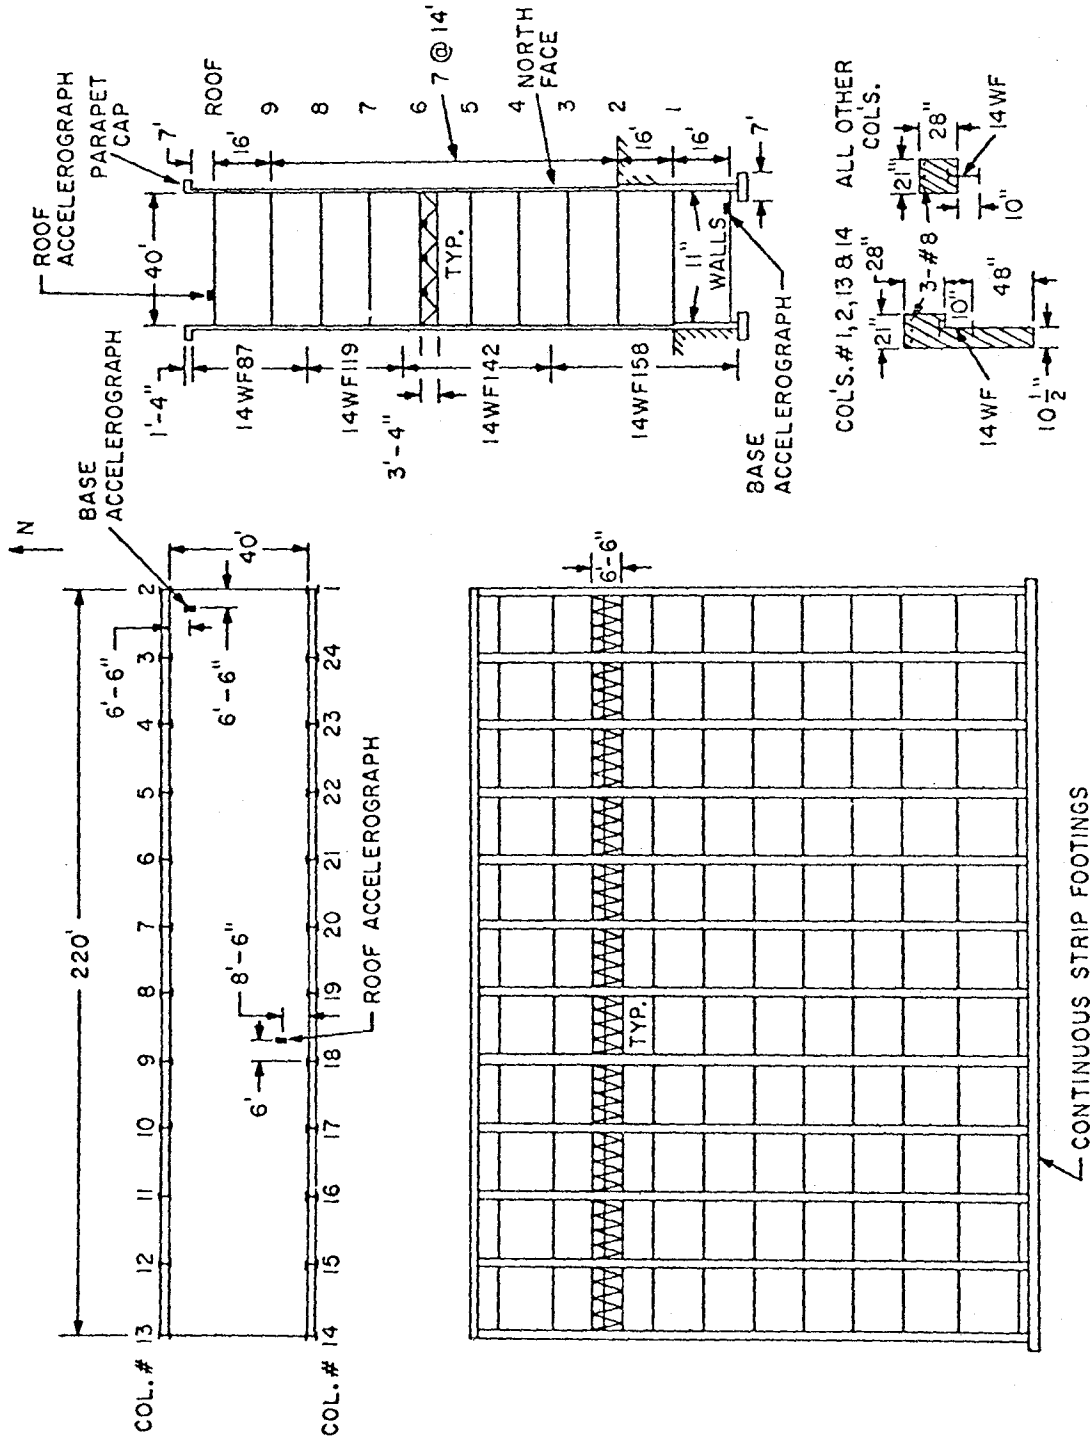 N
BASE
ACCELEROGRAPH
220'
40'
6'-6"
6'-6"
COL. # 13 12 11 10 9 8 7 6 5 4 3 2
6'
8'-6"
ROOF ACCELEROGRAPH
COL. # 14 15 16 17 18 19 20 21 22 23 24 1
6'-6"
TYP.
CONTINUOUS STRIP FOOTINGS
ROOF
ACCELEROGRAPH
PARAPET
CAP
1'-4"
40'
7'
ROOF
16'
9
8
7
6
5
4
3
2
1
7 @ 14'
NORTH
FACE
14WF87
14WF119
3'-4"
14WF142
14WF158
TYP.
11"
WALLS
16'
16'
7'
BASE
ACCELEROGRAPH
COL'S. # 1, 2, 13 & 14
21"
28"
3-#8
10"
48"
14WF
10 1/2"
ALL OTHER
COL'S.
21"
28"
10"
14WF